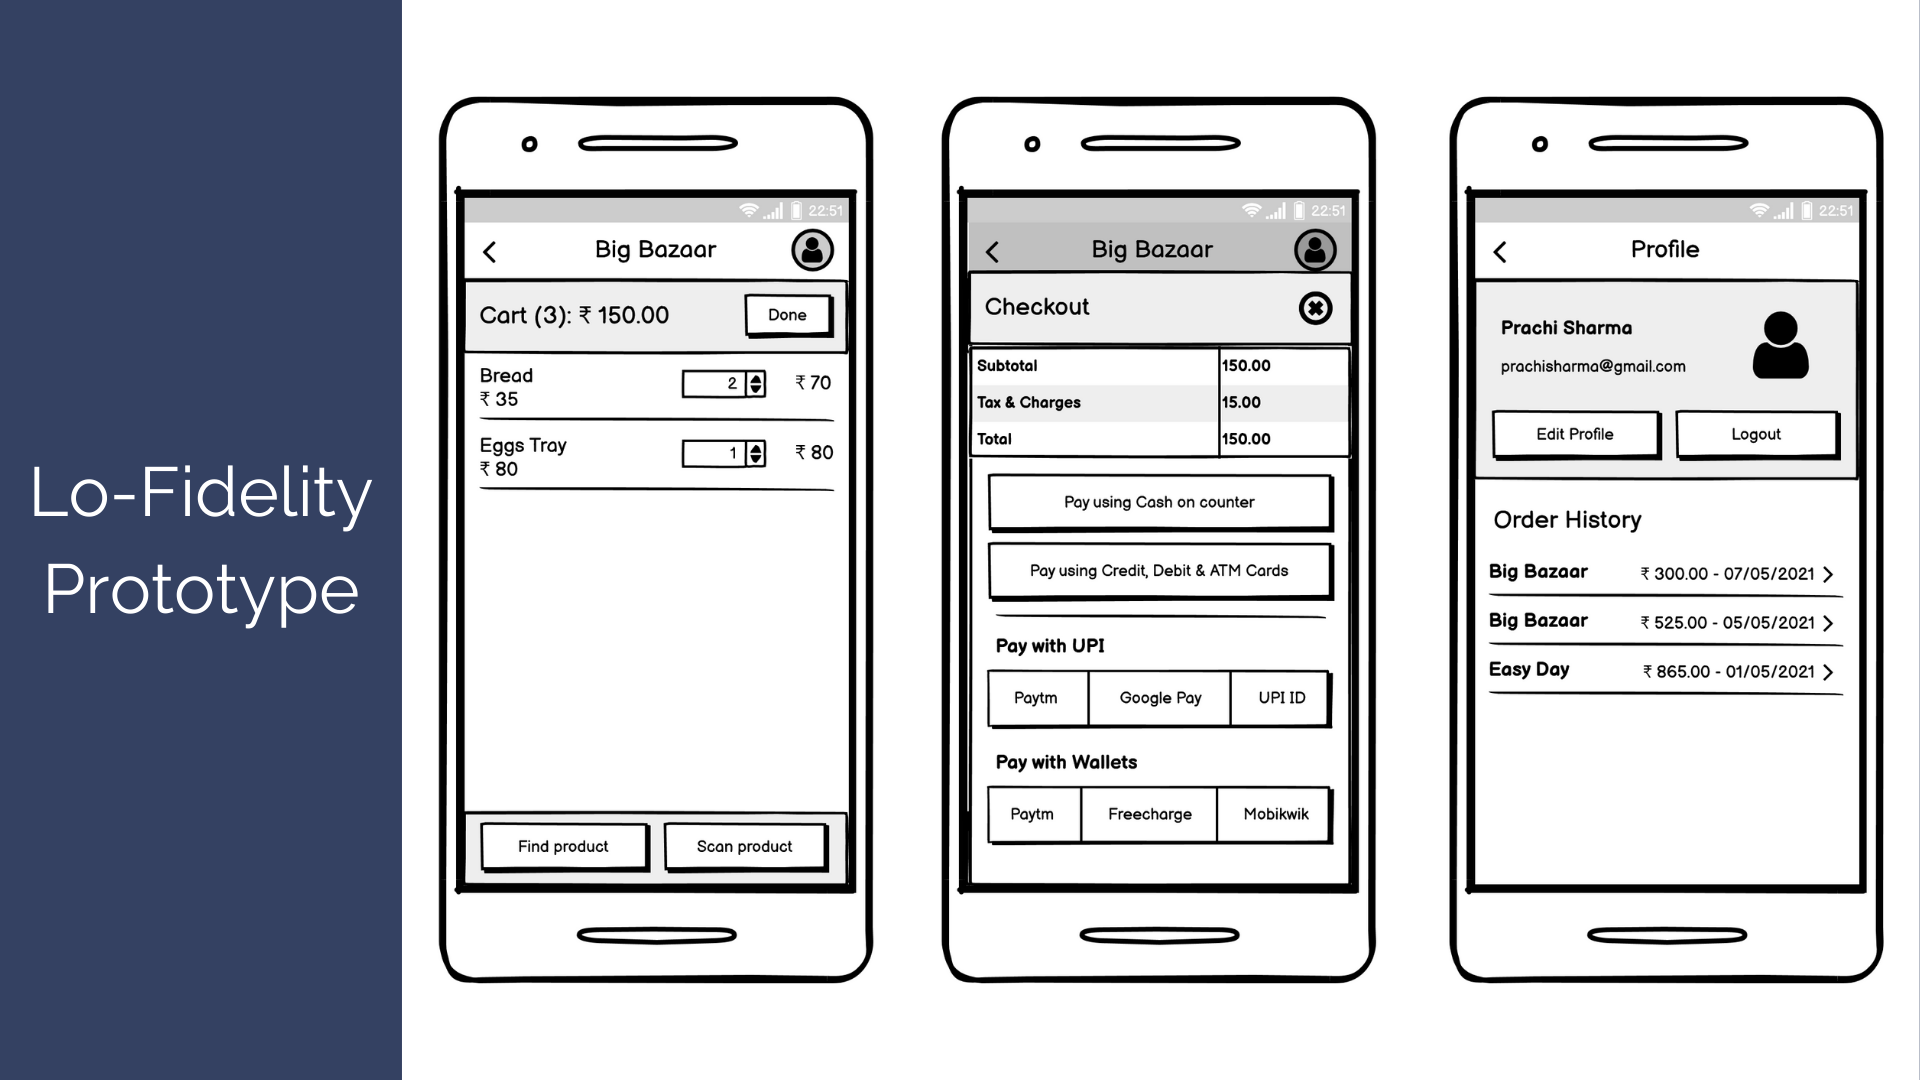 Lo-Fidelity
Prototype
22:51
Big Bazaar
Cart (3): ₹ 150.00
Done
Bread
₹ 35
2
₹ 70
Eggs Tray
₹ 80
1
₹ 80
Find product
Scan product
22:51
Big Bazaar
Checkout
Subtotal 150.00
Tax & Charges 15.00
Total 150.00
Pay using Cash on counter
Pay using Credit, Debit & ATM Cards
Pay with UPI
Paytm Google Pay UPI ID
Pay with Wallets
Paytm Freecharge Mobikwik
22:51
Profile
Prachi Sharma
prachisharma@gmail.com
Edit Profile
Logout
Order History
Big Bazaar ₹ 300.00 - 07/05/2021
Big Bazaar ₹ 525.00 - 05/05/2021
Easy Day ₹ 865.00 - 01/05/2021